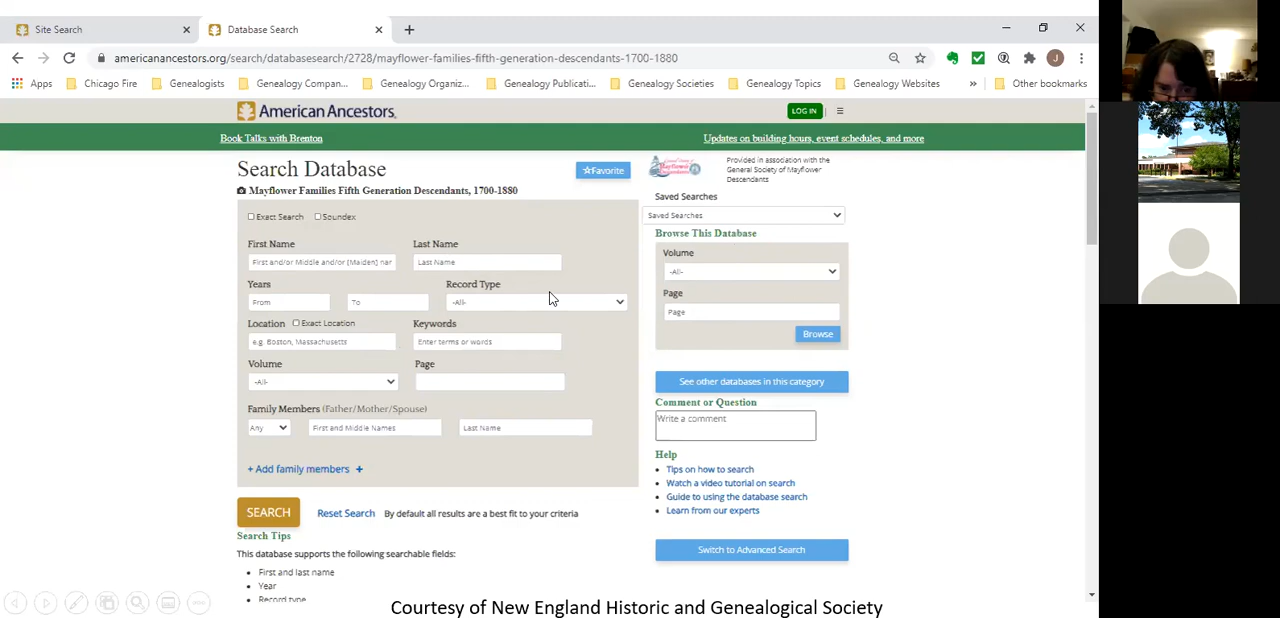 Site Search
Database Search
americanancestors.org/search/databasesearch/2728/mayflower-families-fifth-generation-descendants-1700-1880
J
Apps Chicago Fire Genealogists Genealogy Compan... Genealogy Organiz... Genealogy Publicati... Genealogy Societies Genealogy Topics Genealogy Websites » Other bookmarks
American Ancestors
LOG IN
Book Talks with Brenton
Updates on building hours, event schedules, and more
Search Database
Favorite
Mayflower Families Fifth Generation Descendants, 1700-1880
Exact Search Soundex
First Name Last Name
First and/or Middle and/or [Maiden] nar Last Name
Years Record Type
From To -All-
Location Exact Location Keywords
e.g. Boston, Massachusetts Enter terms or words
Volume Page
-All-
Family Members (Father/Mother/Spouse)
Any First and Middle Names Last Name
+ Add family members +
SEARCH Reset Search By default all results are a best fit to your criteria
Search Tips
This database supports the following searchable fields:
First and last name
Year
Record type
Provided in association with the
General Society of Mayflower
Descendants
Saved Searches
Saved Searches
Browse This Database
Volume
-All-
Page
Page
Browse
See other databases in this category
Comment or Question
Write a comment
Help
Tips on how to search
Watch a video tutorial on search
Guide to using the database search
Learn from our experts
Switch to Advanced Search
Courtesy of New England Historic and Genealogical Society